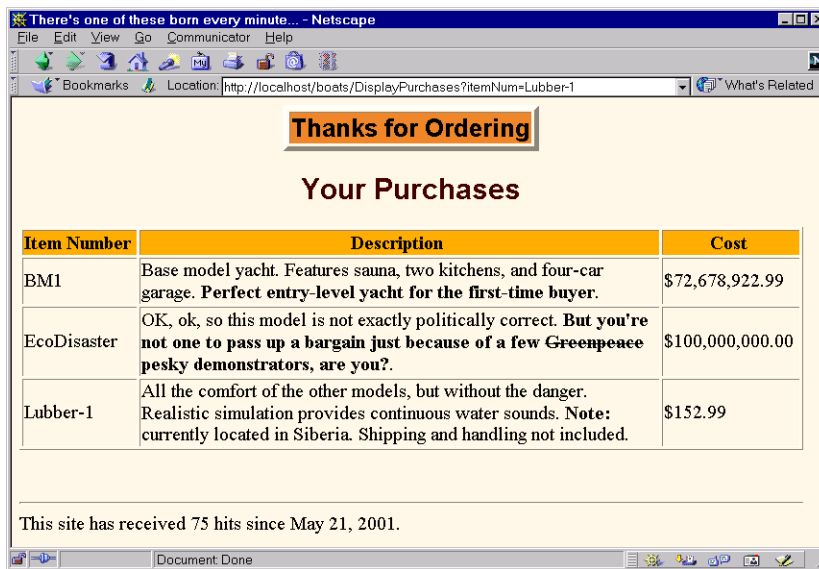 There's one of these born every minute... - Netscape
File Edit View Go Communicator Help
My
Bookmarks Location: http://localhost/boats/DisplayPurchases?itemNum=Lubber-1 What's Related
Thanks for Ordering
Your Purchases
Item Number Description Cost
BM1 Base model yacht. Features sauna, two kitchens, and four-car $72,678,922.99
garage. Perfect entry-level yacht for the first-time buyer.
EcoDisaster OK, ok, so this model is not exactly politically correct. But you're $100,000,000.00
not one to pass up a bargain just because of a few Greenpeace
pesky demonstrators, are you?.
Lubber-1 All the comfort of the other models, but without the danger. $152.99
Realistic simulation provides continuous water sounds. Note:
currently located in Siberia. Shipping and handling not included.
This site has received 75 hits since May 21, 2001.
Document: Done